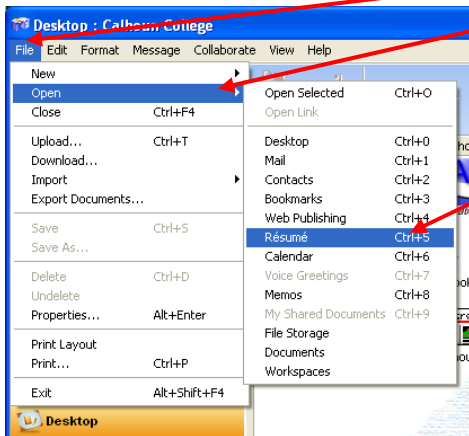 Desktop : Calhoun College
File Edit Format Message Collaborate View Help
New
Open
Close Ctrl+F4
Upload... Ctrl+T
Download...
Import
Export Documents...
Save Ctrl+S
Save As...
Delete Ctrl+D
Undelete
Properties... Alt+Enter
Print Layout
Print... Ctrl+P
Exit Alt+Shift+F4
Desktop
Open Selected Ctrl+O
Open Link
Desktop Ctrl+0
Mail Ctrl+1
Contacts Ctrl+2
Bookmarks Ctrl+3
Web Publishing Ctrl+4
Résumé Ctrl+5
Calendar Ctrl+6
Voice Greetings Ctrl+7
Memos Ctrl+8
My Shared Documents Ctrl+9
File Storage
Documents
Workspaces